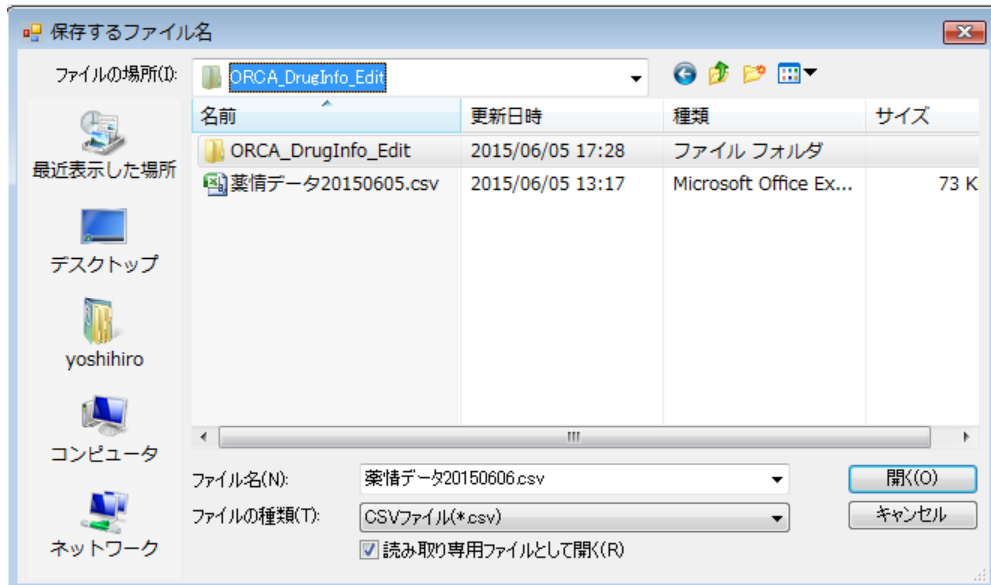 保存するファイル名
ファイルの場所(I): ORCA_DrugInfo_Edit
名前 更新日時 種類 サイズ
ORCA_DrugInfo_Edit 2015/06/05 17:28 ファイル フォルダ
薬情データ20150605.csv 2015/06/05 13:17 Microsoft Office Ex... 73 K
最近表示した場所
デスクトップ
yoshihiro
コンピュータ
ネットワーク
ファイル名(N): 薬情データ20150606.csv 開く(O)
ファイルの種類(T): CSVファイル(*.csv) キャンセル
読み取り専用ファイルとして開く(R)